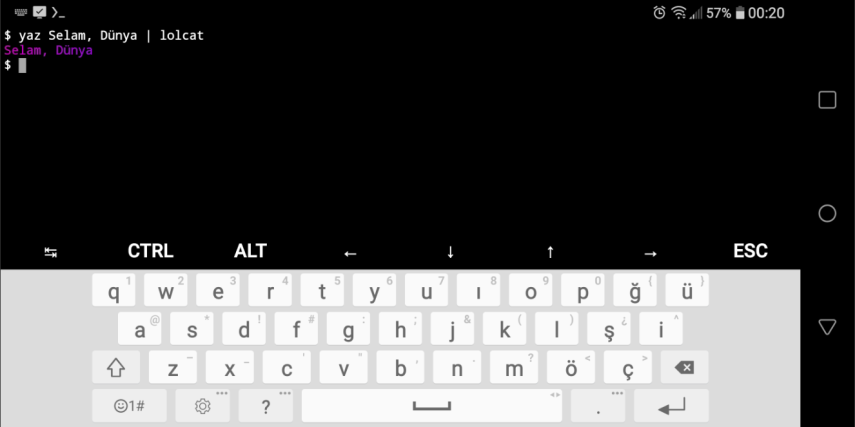 57% 00:20
$ yaz Selam, Dünya | lolcat
Selam, Dünya
$
CTRL ALT ← ↓ ↑ → ESC
q 1 w 2 e 3 r 4 t 5 y 6 u 7 ı 8 o 9 p 0 ğ { ü }
a @ s * d ! f # g : h ; j & k ( l ) ş ¿ i ^
z x c v b n m ? ö < ç >
1# ? .